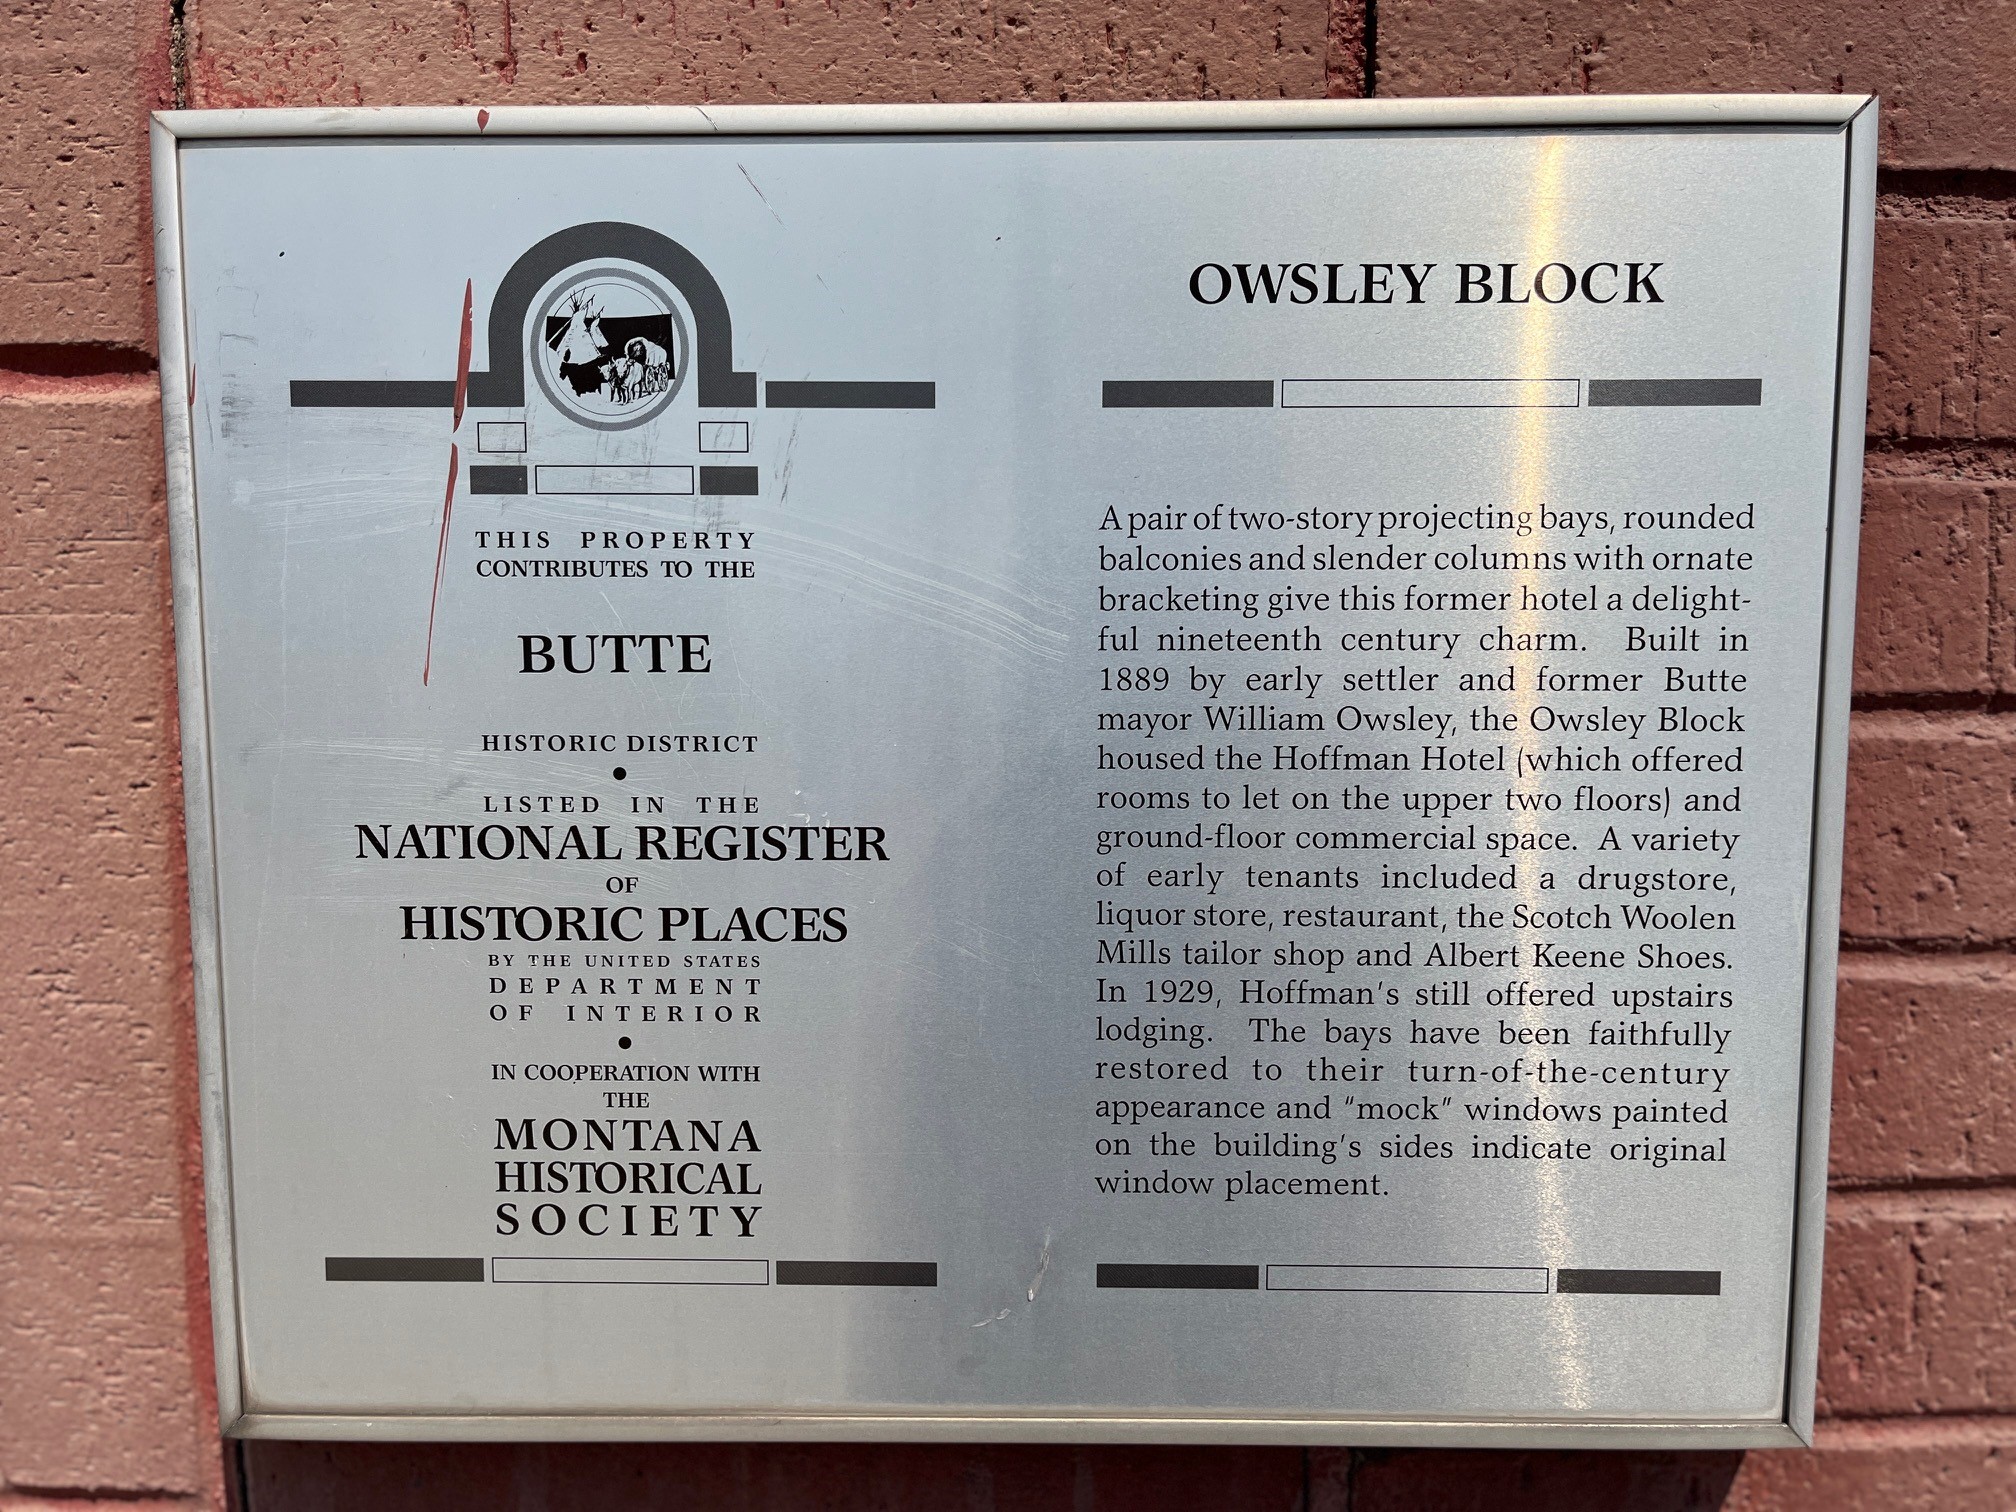 THIS PROPERTY
CONTRIBUTES TO THE
BUTTE
HISTORIC DISTRICT
LISTED IN THE
NATIONAL REGISTER
OF
HISTORIC PLACES
BY THE UNITED STATES
DEPARTMENT
OF INTERIOR
IN COOPERATION WITH
THE
MONTANA
HISTORICAL
SOCIETY
OWSLEY BLOCK
A pair of two-story projecting bays, rounded
balconies and slender columns with ornate
bracketing give this former hotel a delight-
ful nineteenth century charm. Built in
1889 by early settler and former Butte
mayor William Owsley, the Owsley Block
housed the Hoffman Hotel (which offered
rooms to let on the upper two floors) and
ground-floor commercial space. A variety
of early tenants included a drugstore,
liquor store, restaurant, the Scotch Woolen
Mills tailor shop and Albert Keene Shoes.
In 1929, Hoffman's still offered upstairs
lodging. The bays have been faithfully
restored to their turn-of-the-century
appearance and "mock" windows painted
on the building's sides indicate original
window placement.